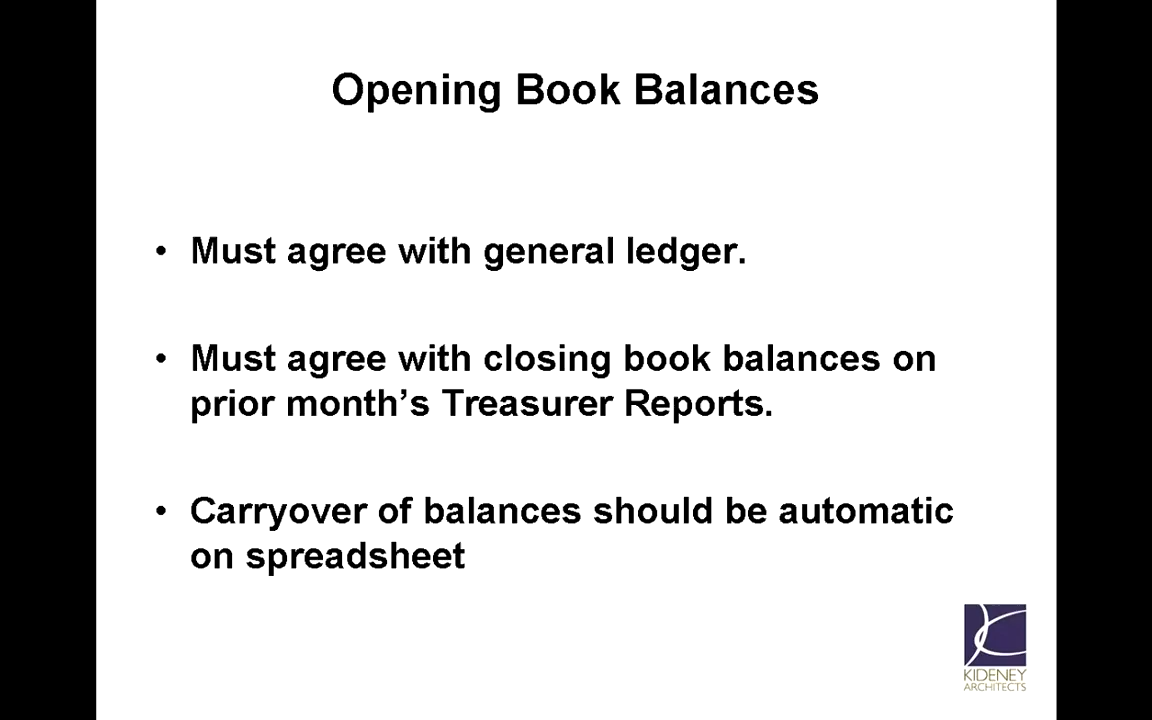 Opening Book Balances
• Must agree with general ledger.
• Must agree with closing book balances on
prior month's Treasurer Reports.
• Carryover of balances should be automatic
on spreadsheet
KIDENEY
ARCHITECTS